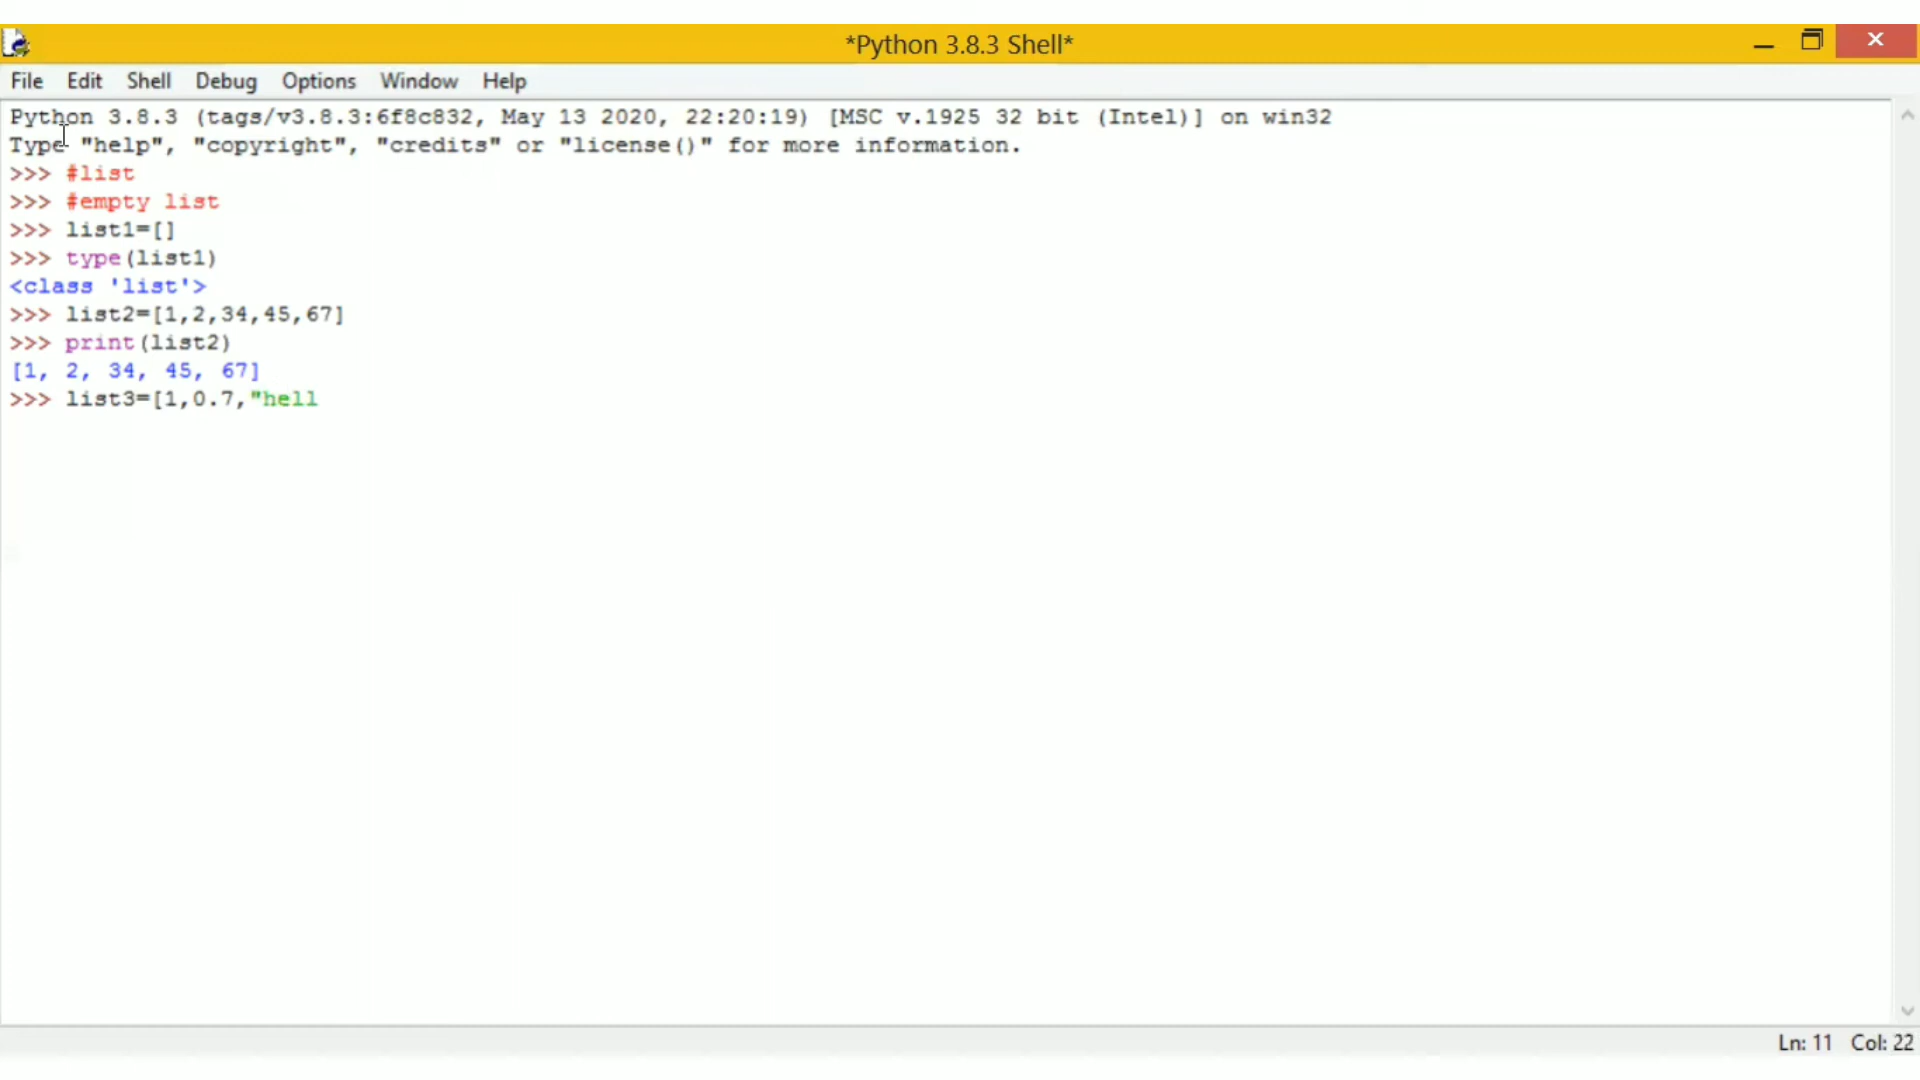 *Python 3.8.3 Shell*
File Edit Shell Debug Options Window Help
Python 3.8.3 (tags/v3.8.3:6f8c832, May 13 2020, 22:20:19) [MSC v.1925 32 bit (Intel)] on win32
Type "help", "copyright", "credits" or "license()" for more information.
>>> #list
>>> #empty list
>>> list1=[]
>>> type(list1)
<class 'list'>
>>> list2=[1,2,34,45,67]
>>> print(list2)
[1, 2, 34, 45, 67]
>>> list3=[1,0.7,"hell
Ln: 11 Col: 22